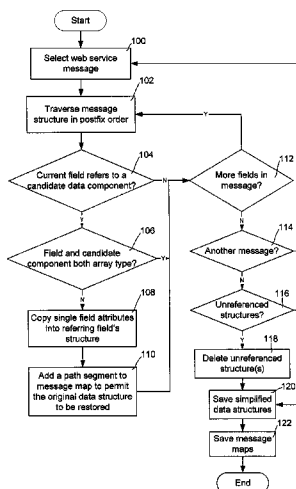 Start
100
Select web service
message
102
Traverse message
structure in postfix order
104
Current field refers to a
candidate data component?
N
Y
106
Field and candidate
component both array type?
Y
N
108
Copy single field attributes
into referring field's
structure
110
Add a path segment to
message map to permit
the original data structure
to be restored
Y
112
More fields in
message?
N
114
Another message?
N
116
Unreferenced
structures?
Y
118
Delete unreferenced
structure(s)
120
Save simplified
data structures
122
Save message
maps
End